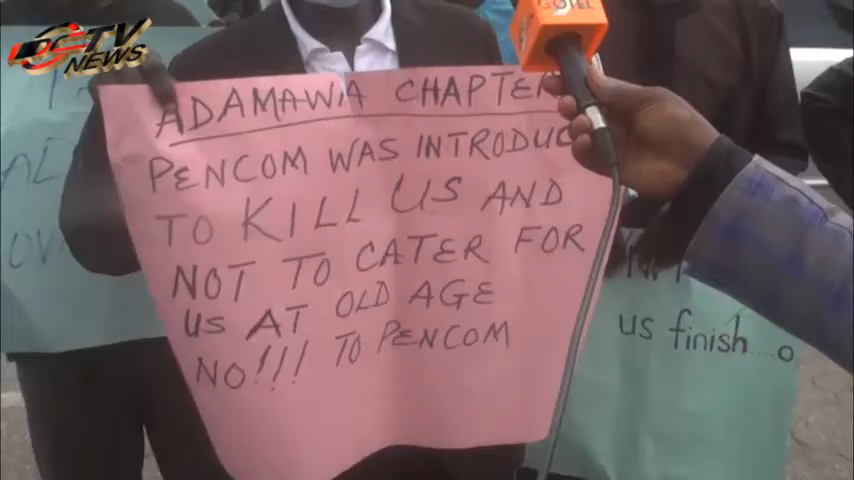 TV
NEWS
GOTEL
ADAMAWA CHAPTER
PENCOM WAS INTRODUC
TO KILL US AND
NOT TO CATER FOR
US AT OLD AGE
NO!!! TO PENCOM
us finish....o